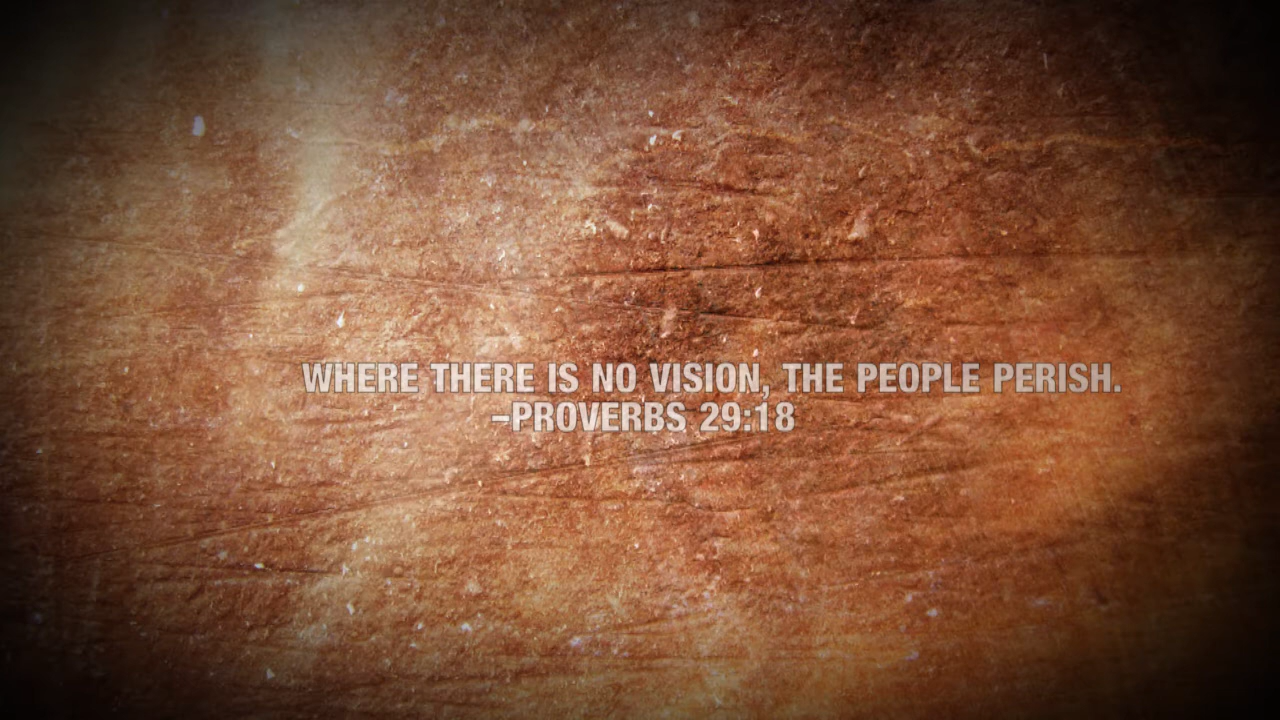 WHERE THERE IS NO VISION, THE PEOPLE PERISH.
–PROVERBS 29:18